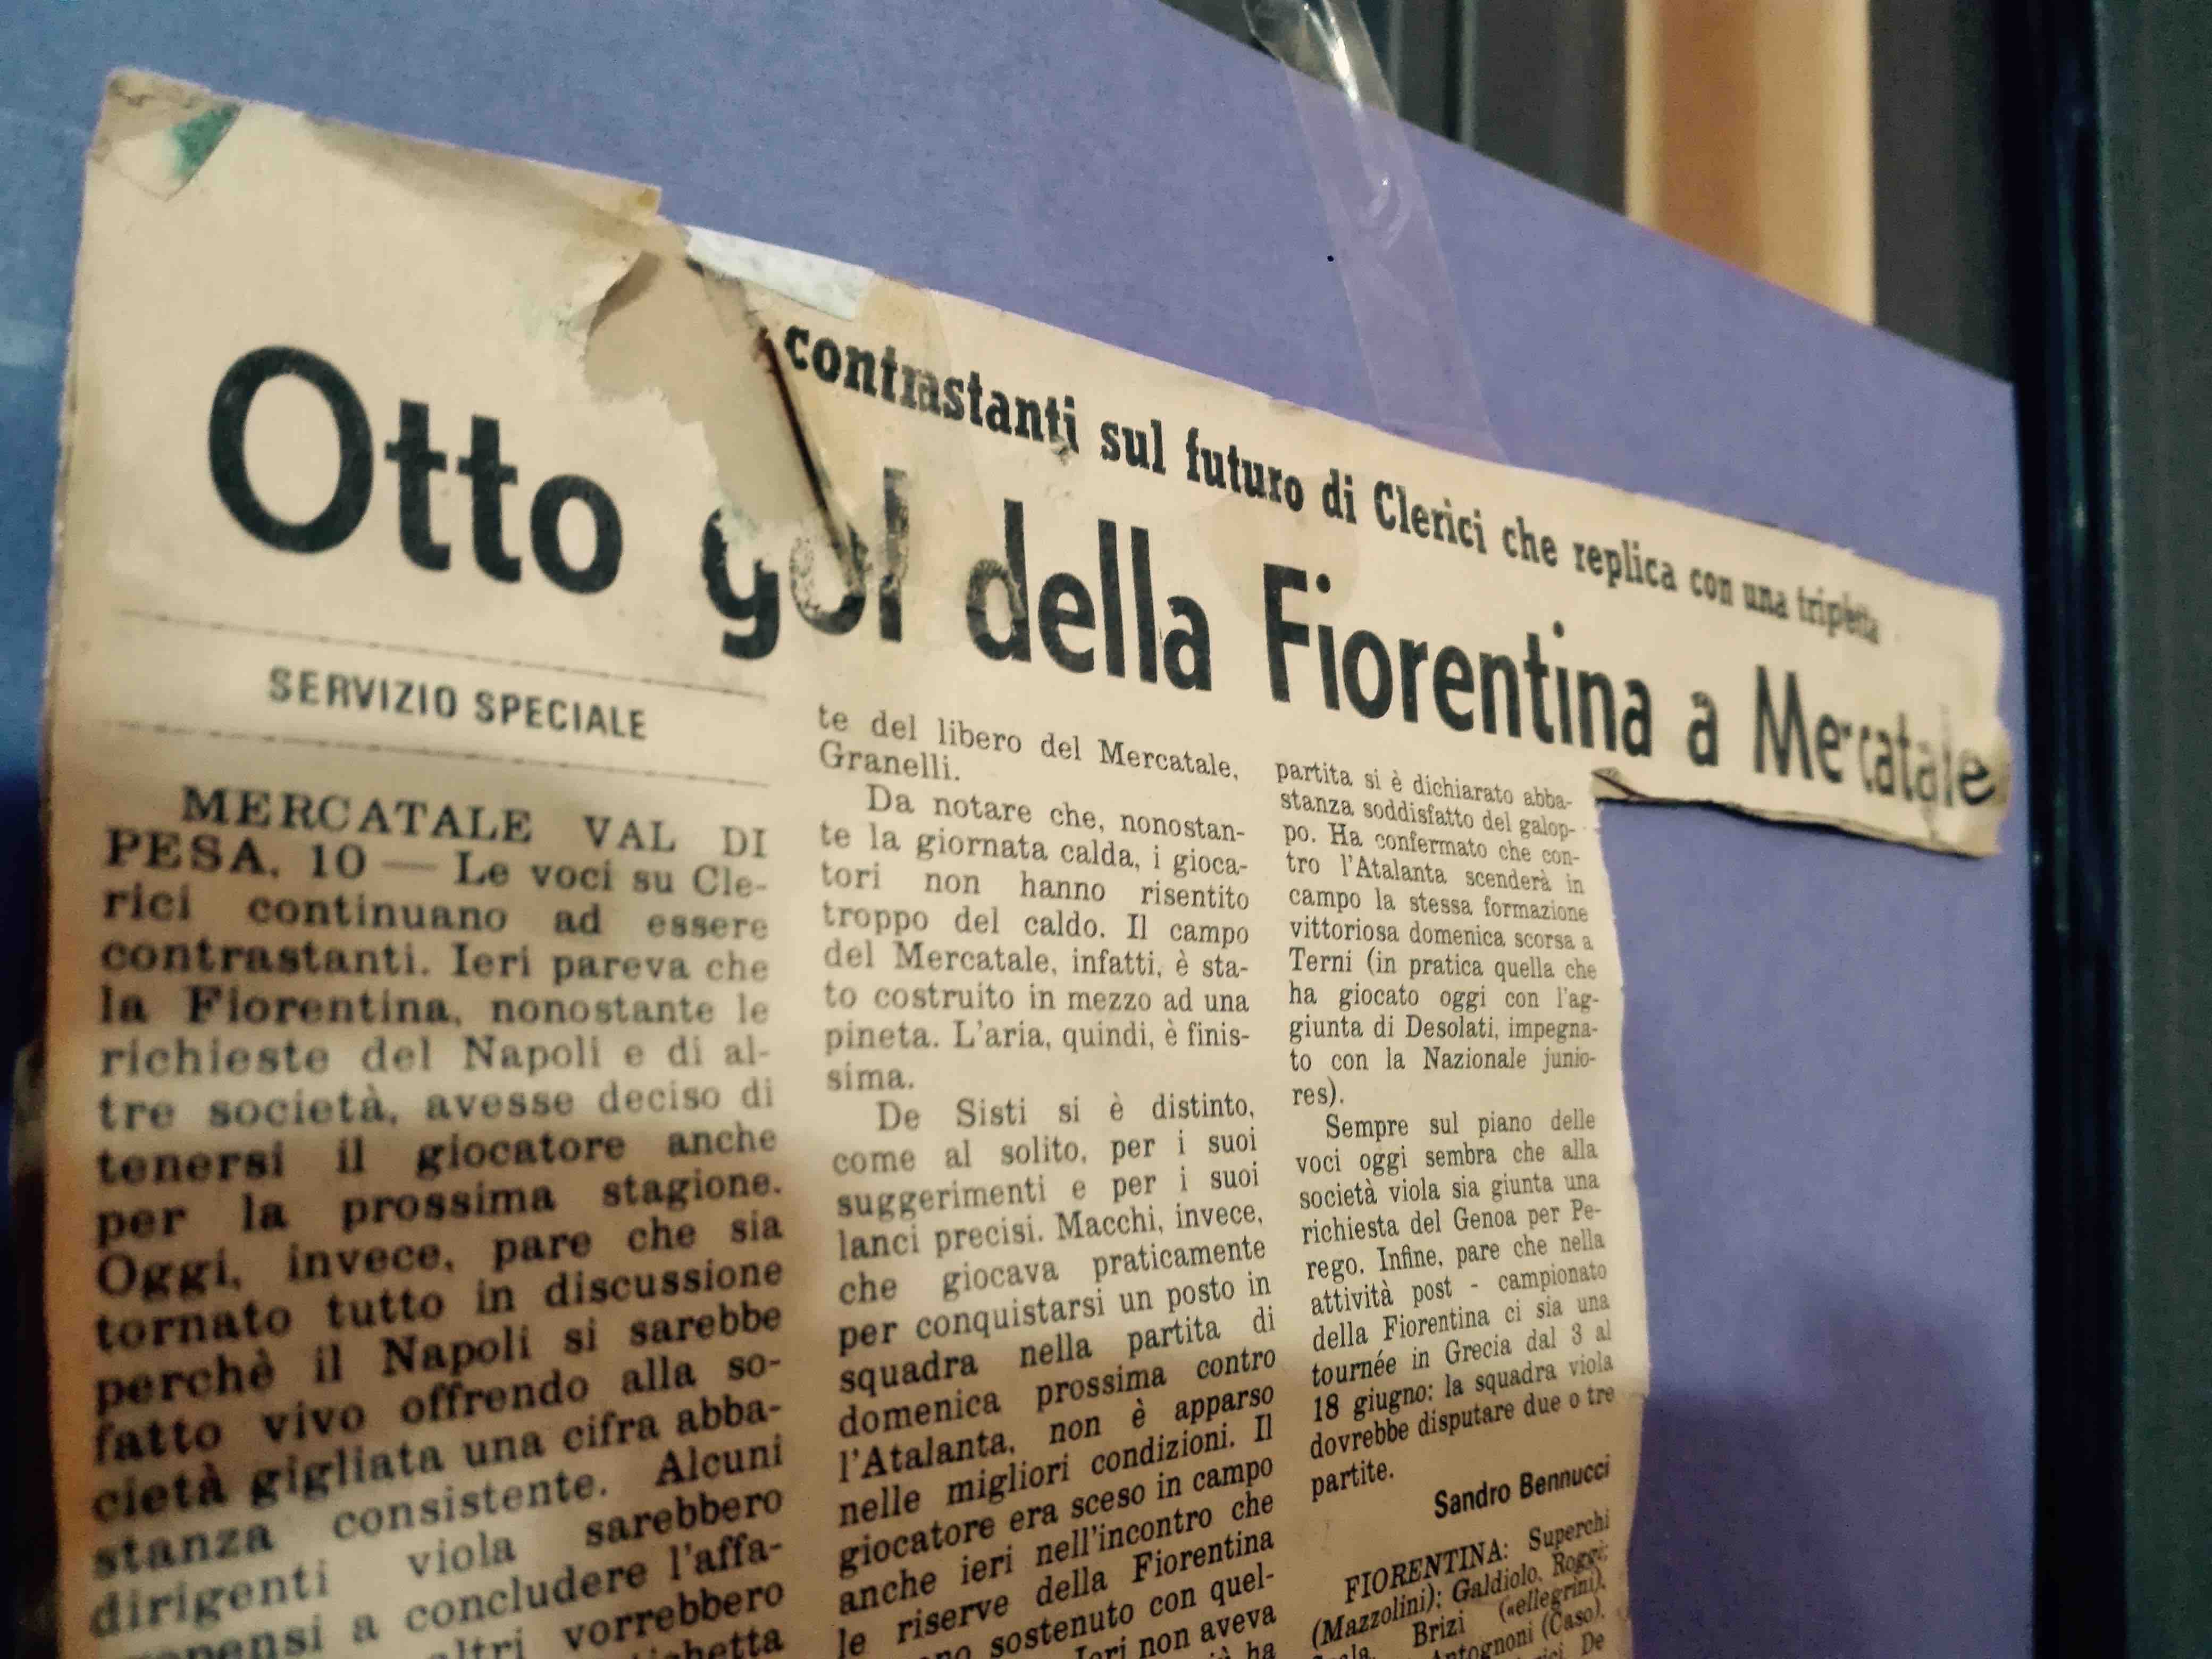 contrastanti sul futuro di Clerici che replica con una tripletta
Otto gol della Fiorentina a Mercatale
SERVIZIO SPECIALE
MERCATALE VAL DI
PESA, 10 — Le voci su Cle-
rici continuano ad essere
contrastanti. Ieri pareva che
la Fiorentina, nonostante le
richieste del Napoli e di al-
tre società, avesse deciso di
tenersi il giocatore anche
per la prossima stagione.
Oggi, invece, pare che sia
tornato tutto in discussione
perchè il Napoli si sarebbe
fatto vivo offrendo alla so-
cietà gigliata una cifra abba-
stanza consistente. Alcuni
dirigenti viola sarebbero
a concludere l'affa-
vorrebbero
te del libero del Mercatale,
Granelli.
Da notare che, nonostan-
te la giornata calda, i gioca-
tori non hanno risentito
troppo del caldo. Il campo
del Mercatale, infatti, è sta-
to costruito in mezzo ad una
pineta. L'aria, quindi, è finis-
sima.
De Sisti si è distinto,
come al solito, per i suoi
suggerimenti e per i suoi
lanci precisi. Macchi, invece,
che giocava praticamente
per conquistarsi un posto in
squadra nella partita di
domenica prossima contro
l'Atalanta, non è apparso
nelle migliori condizioni. Il
giocatore era sceso in campo
anche ieri nell'incontro che
le riserve della Fiorentina
sostenuto con quel-
Ieri non aveva
ha
partita si è dichiarato abba-
stanza soddisfatto del galop-
po. Ha confermato che con-
tro l'Atalanta scenderà in
campo la stessa formazione
vittoriosa domenica scorsa a
Terni (in pratica quella che
ha giocato oggi con l'ag-
giunta di Desolati, impegna-
to con la Nazionale junio-
res).
Sempre sul piano delle
voci oggi sembra che alla
società viola sia giunta una
richiesta del Genoa per Pe-
rego. Infine, pare che nella
attività post - campionato
della Fiorentina ci sia una
tournée in Grecia dal 3 al
18 giugno: la squadra viola
dovrebbe disputare due o tre
partite.
Sandro Bennucci
FIORENTINA: Superchi
(Mazzolini); Galdiolo, Roggi;
Brizi («ellegrini),
(Caso),
De